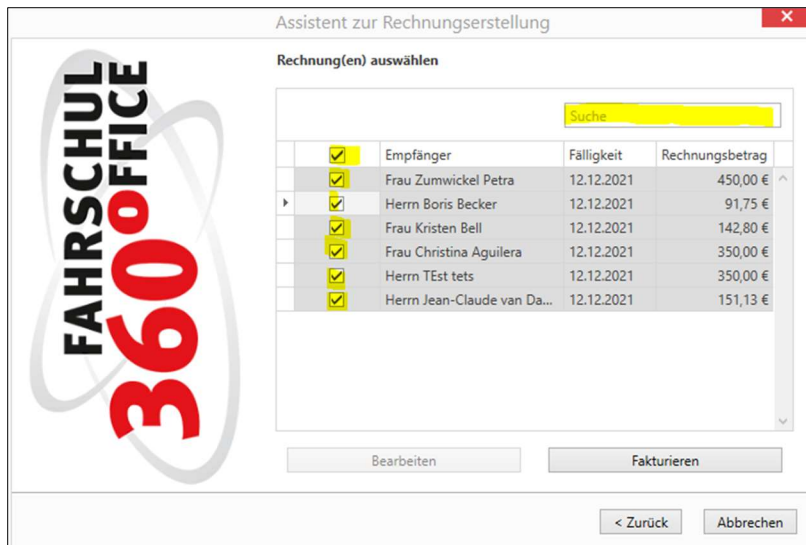 Assistent zur Rechnungserstellung
FAHRSCHUL
360° OFFICE
Rechnung(en) auswählen
Suche
Empfänger Fälligkeit Rechnungsbetrag
Frau Zumwickel Petra 12.12.2021 450,00 €
Herrn Boris Becker 12.12.2021 91,75 €
Frau Kristen Bell 12.12.2021 142,80 €
Frau Christina Aguilera 12.12.2021 350,00 €
Herrn TEst tets 12.12.2021 350,00 €
Herrn Jean-Claude van Da... 12.12.2021 151,13 €
Bearbeiten Fakturieren
< Zurück Abbrechen